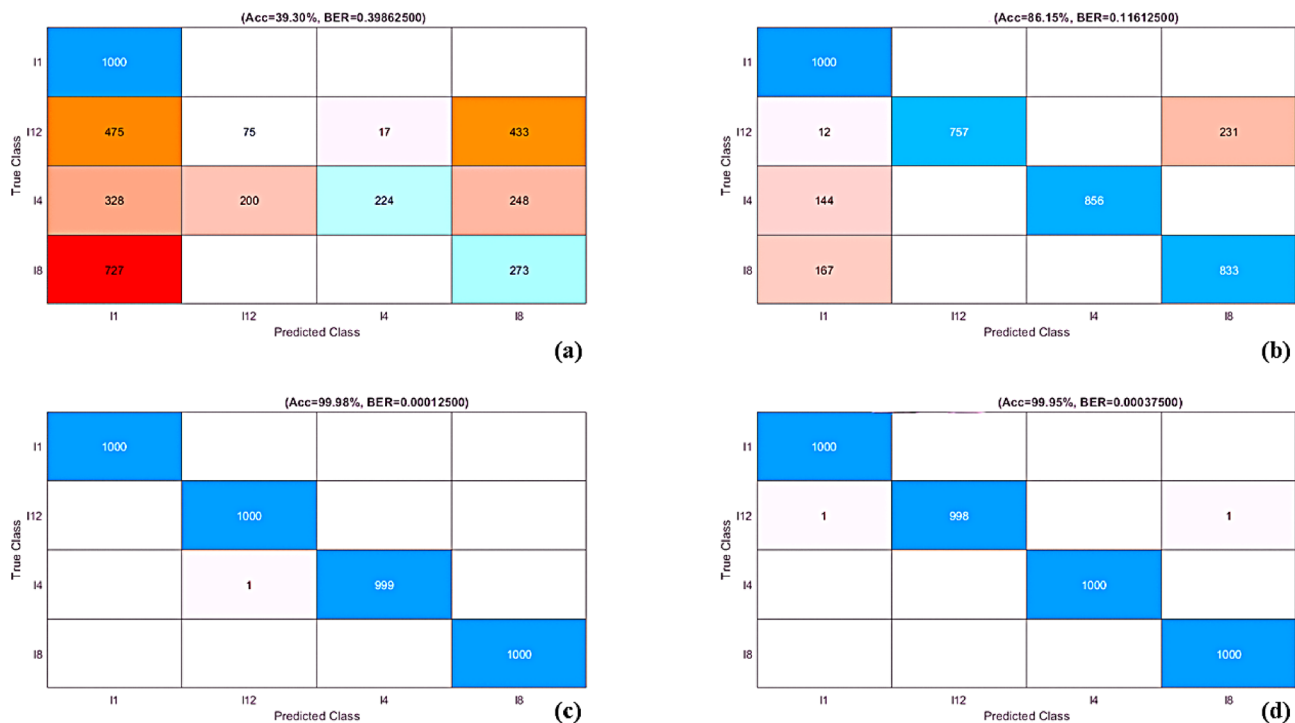 (Acc=39.30%, BER=0.39862500)
True Class
I1
1000
I12
475 75 17 433
I4
328 200 224 248
I8
727 273
I1 I12 I4 I8
Predicted Class
(a)
(Acc=86.15%, BER=0.11612500)
True Class
I1
1000
I12
12 757 231
I4
144 856
I8
167 833
I1 I12 I4 I8
Predicted Class
(b)
(Acc=99.98%, BER=0.00012500)
True Class
I1
1000
I12
1000
I4
1 999
I8
1000
I1 I12 I4 I8
Predicted Class
(c)
(Acc=99.95%, BER=0.00037500)
True Class
I1
1000
I12
1 998 1
I4
1000
I8
1000
I1 I12 I4 I8
Predicted Class
(d)